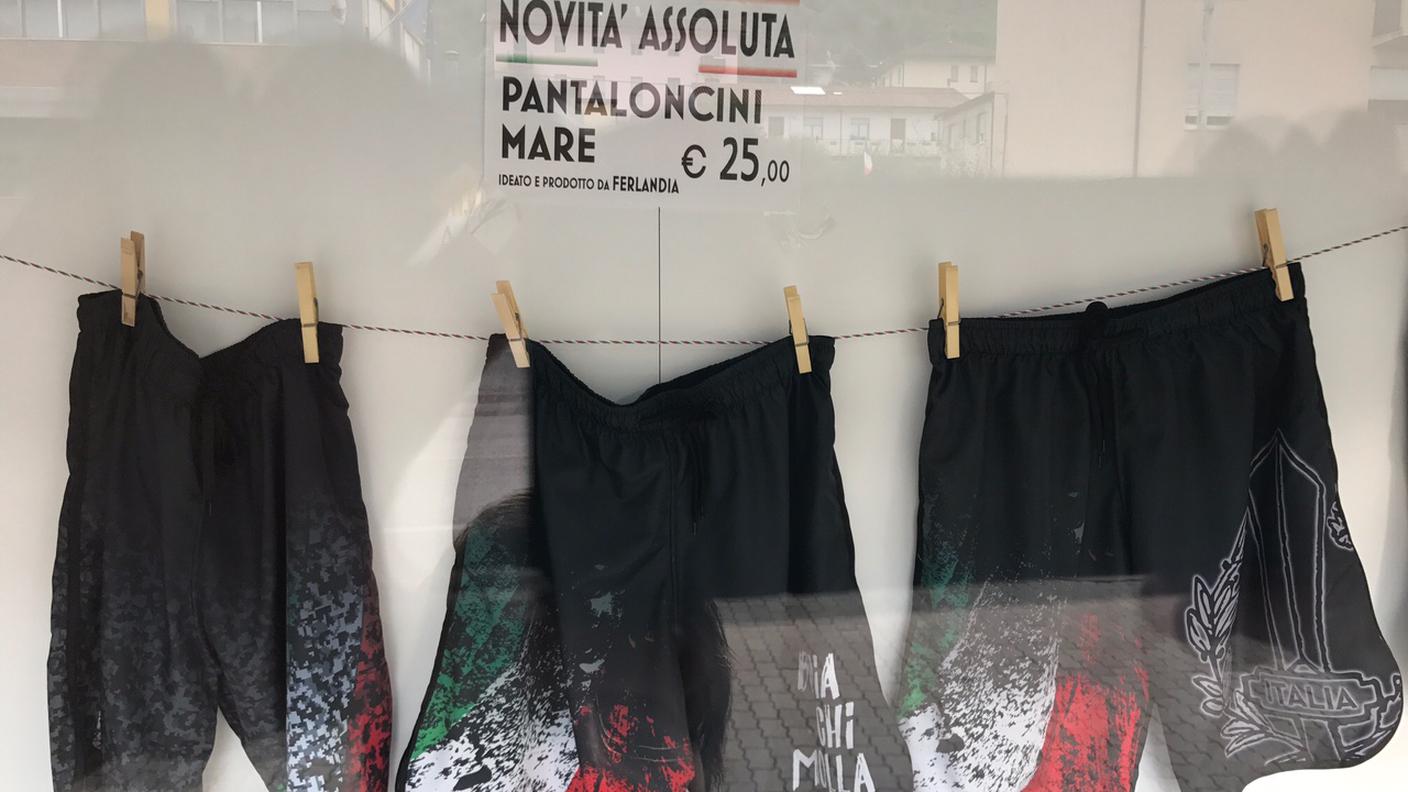 NOVITA' ASSOLUTA
PANTALONCINI
MARE
€ 25,00
IDEATO E PRODOTTO DA FERLANDIA
BOIA
CHI
MOLLA
ITALIA